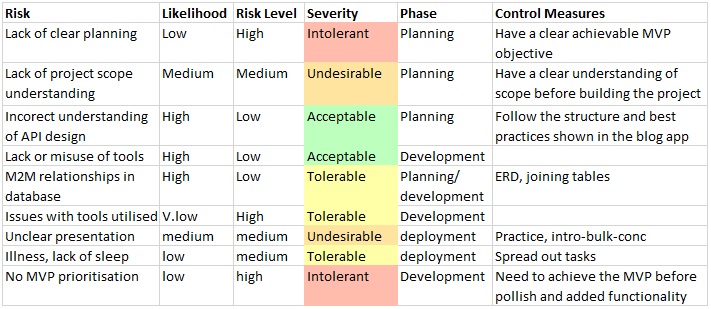 Risk Likelihood Risk Level Severity Phase Control Measures
Lack of clear planning Low High Intolerant Planning Have a clear achievable MVP
objective
Lack of project scope Medium Medium Undesirable Planning Have a clear understanding of
understanding scope before building the project
Incorect understanding High Low Acceptable Planning Follow the structure and best
of API design practices shown in the blog app
Lack or misuse of tools High Low Acceptable Development
M2M relationships in High Low Tolerable Planning/ ERD, joining tables
database development
Issues with tools utilised V.low High Tolerable Development
Unclear presentation medium medium Undesirable deployment Practice, intro-bulk-conc
Illness, lack of sleep low medium Tolerable deployment Spread out tasks
No MVP prioritisation low high Intolerant Development Need to achieve the MVP before
pollish and added functionality